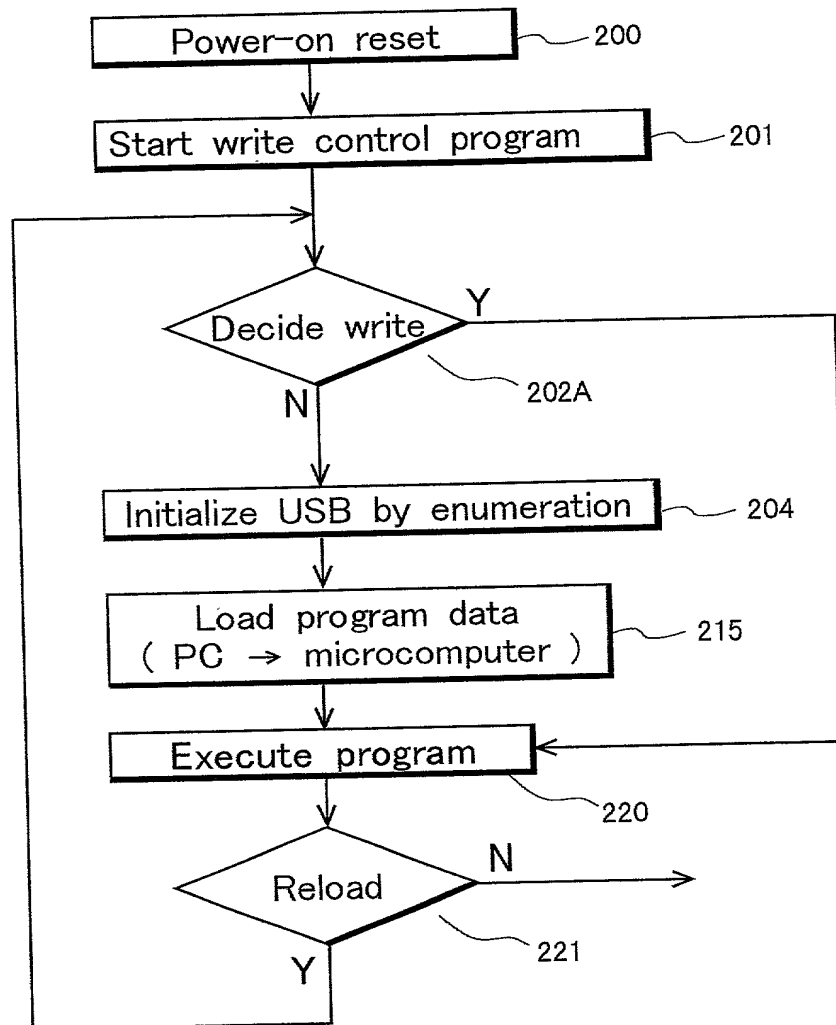 Power-on reset
200
Start write control program
201
Decide write
Y
202A
N
Initialize USB by enumeration
204
Load program data
( PC → microcomputer )
215
Execute program
220
Reload
N
221
Y